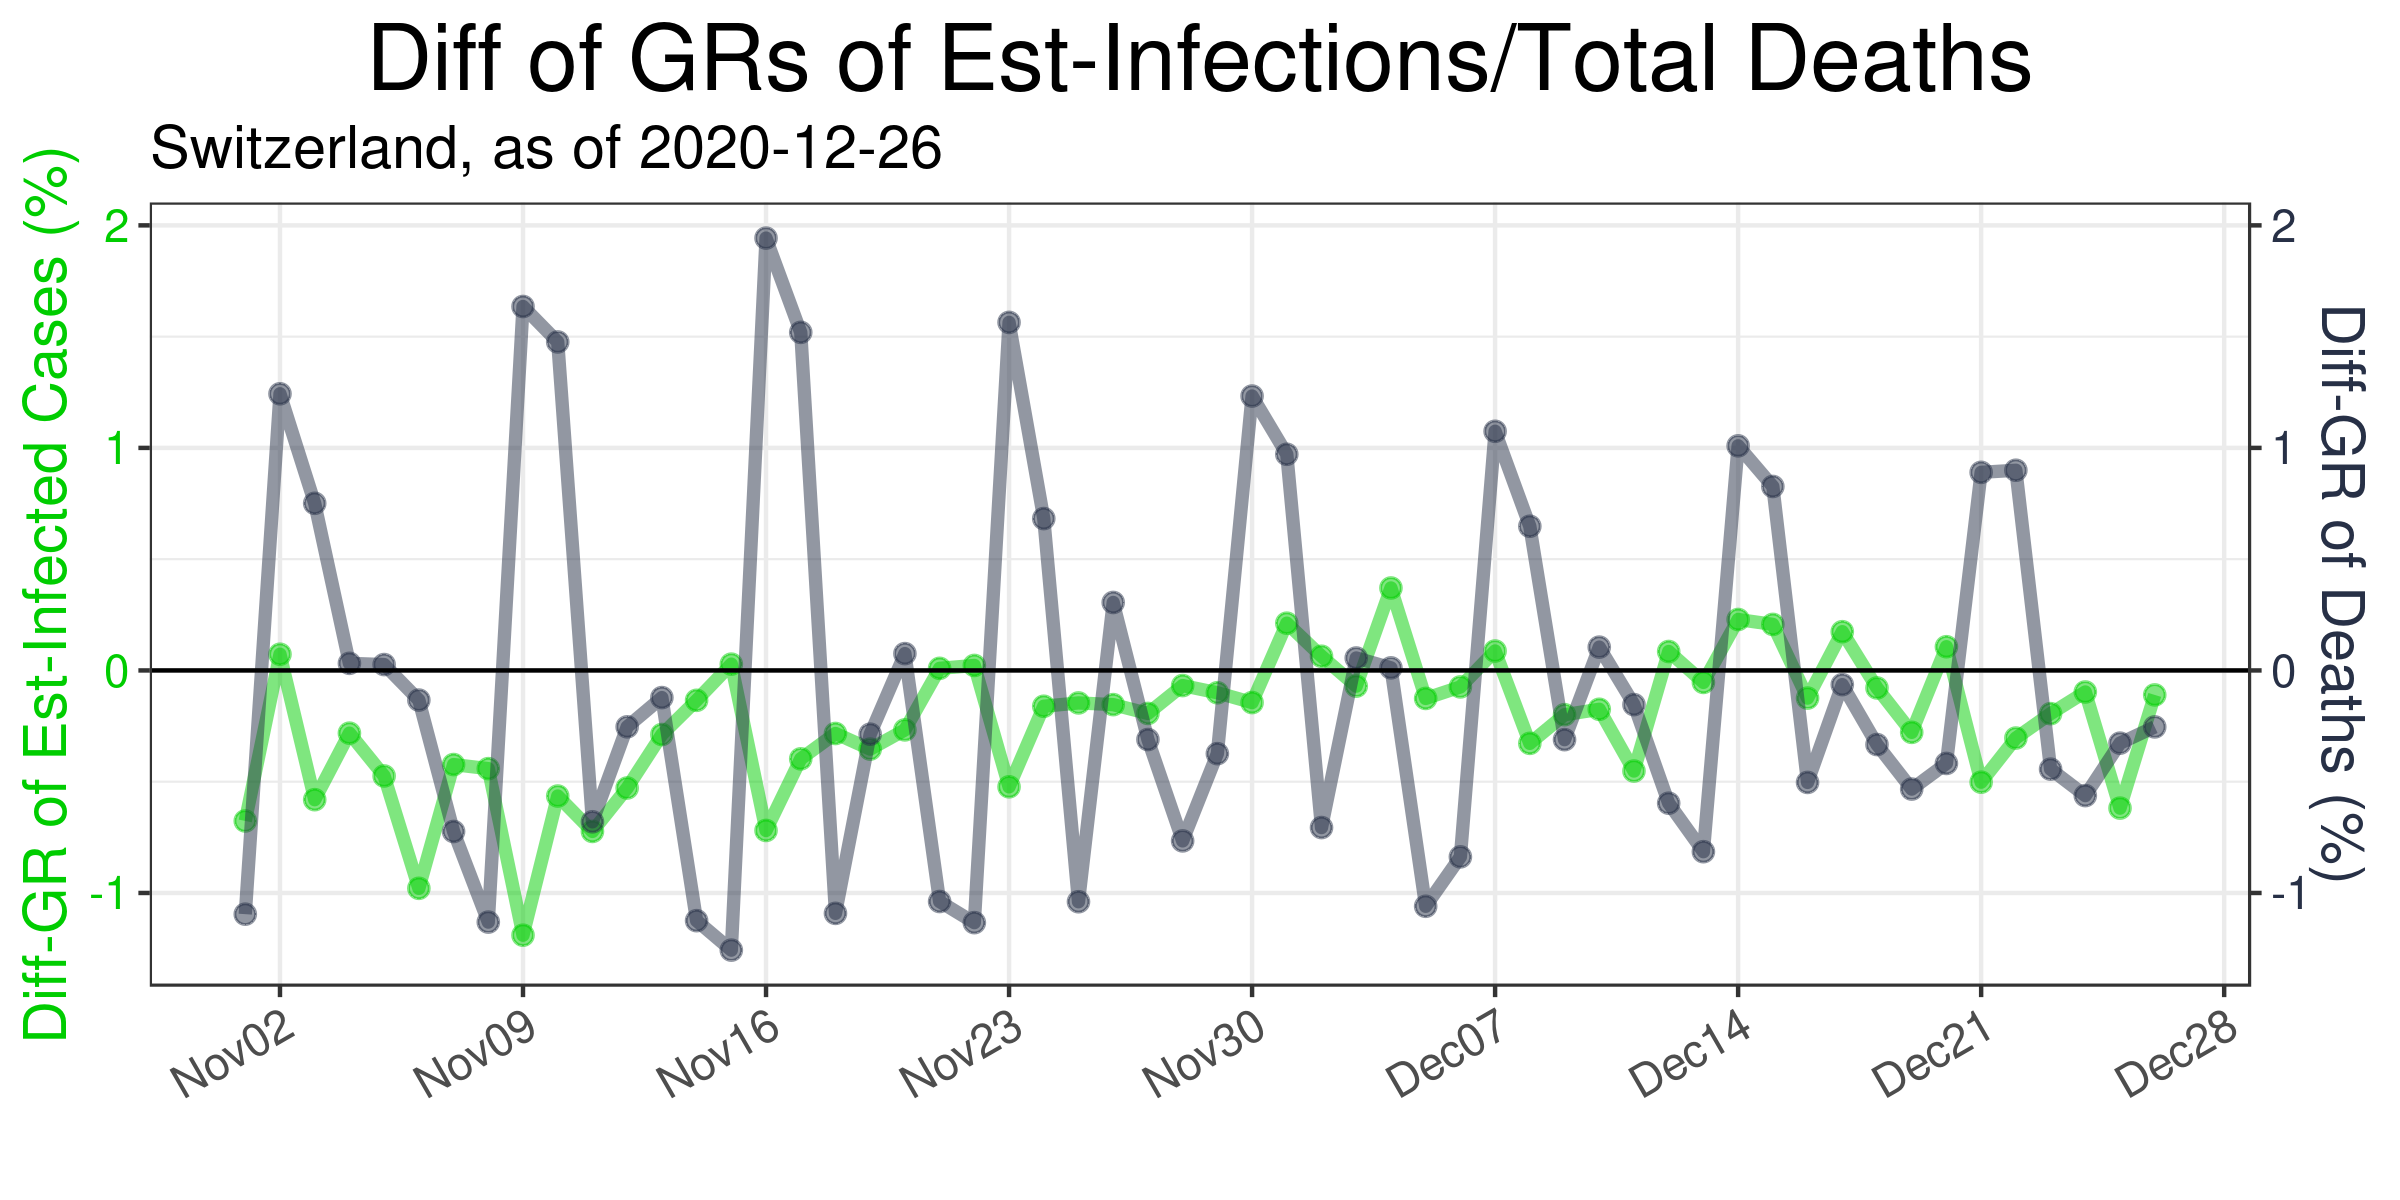 Diff of GRs of Est-Infections/Total Deaths
Switzerland, as of 2020-12-26
Diff-GR of Est-Infected Cases (%)
2
1
0
-1
2
1
0
-1
Diff-GR of Deaths (%)
Nov02
Nov09
Nov16
Nov23
Nov30
Dec07
Dec14
Dec21
Dec28